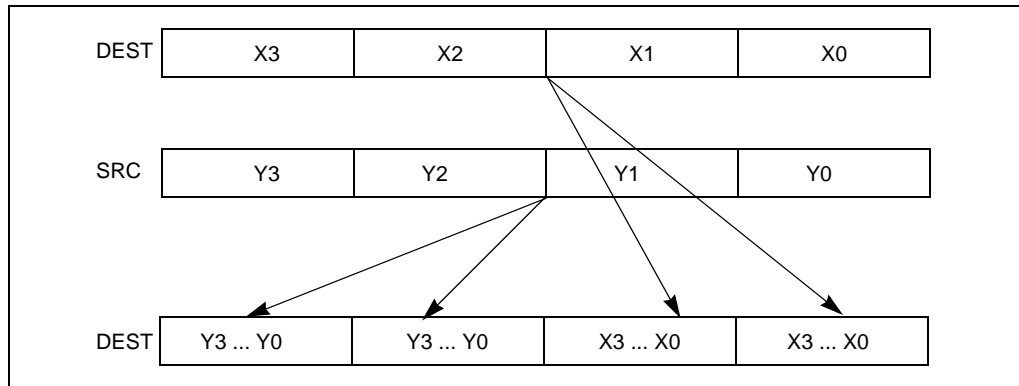 DEST X3 X2 X1 X0
SRC Y3 Y2 Y1 Y0
DEST Y3 ... Y0 Y3 ... Y0 X3 ... X0 X3 ... X0